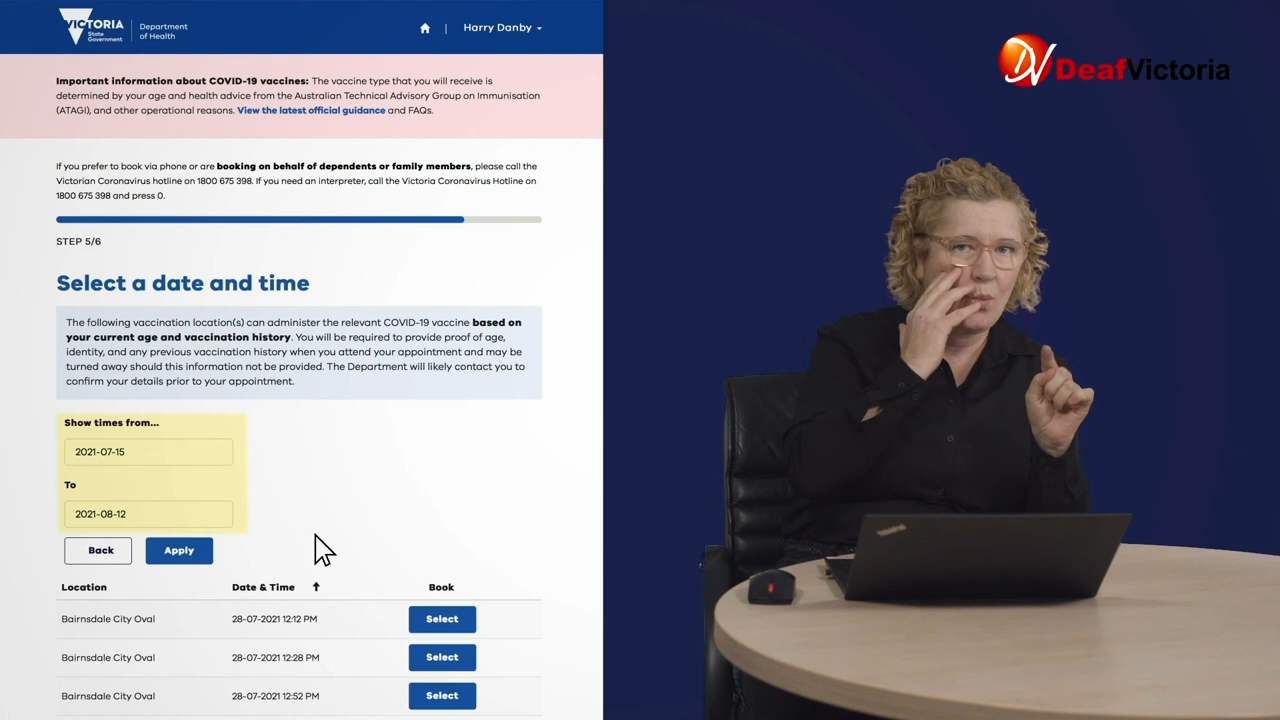 VICTORIA
State
Government
Department
of Health
Harry Danby
DV DeafVictoria
Important information about COVID-19 vaccines: The vaccine type that you will receive is
determined by your age and health advice from the Australian Technical Advisory Group on Immunisation
(ATAGI), and other operational reasons. View the latest official guidance and FAQs.
If you prefer to book via phone or are booking on behalf of dependents or family members, please call the
Victorian Coronavirus hotline on 1800 675 398. If you need an interpreter, call the Victoria Coronavirus Hotline on
1800 675 398 and press 0.
STEP 5/6
Select a date and time
The following vaccination location(s) can administer the relevant COVID-19 vaccine based on
your current age and vaccination history. You will be required to provide proof of age,
identity, and any previous vaccination history when you attend your appointment and may be
turned away should this information not be provided. The Department will likely contact you to
confirm your details prior to your appointment.
Show times from...
2021-07-15
To
2021-08-12
Back Apply
Location Date & Time Book
Bairnsdale City Oval 28-07-2021 12:12 PM Select
Bairnsdale City Oval 28-07-2021 12:28 PM Select
Bairnsdale City Oval 28-07-2021 12:52 PM Select
ThinkPad